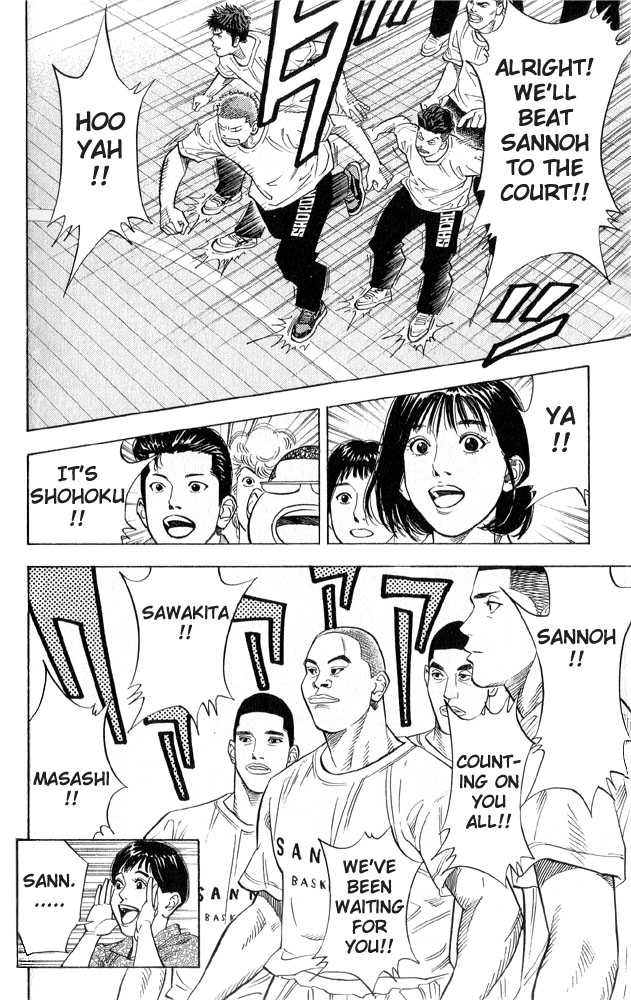 ALRIGHT!
WE'LL
BEAT
SANNOH
TO THE
COURT!!
HOO
YAH
!!
SHOHOKU
YA
!!
IT'S
SHOHOKU
!!
SANNOH
!!
SAWAKITA
!!
COUNT-
ING ON
YOU
ALL!!
MASASHI
!!
WE'VE
BEEN
WAITING
FOR
YOU!!
SANN.
.....
SANN
BASK
SANN
BASK